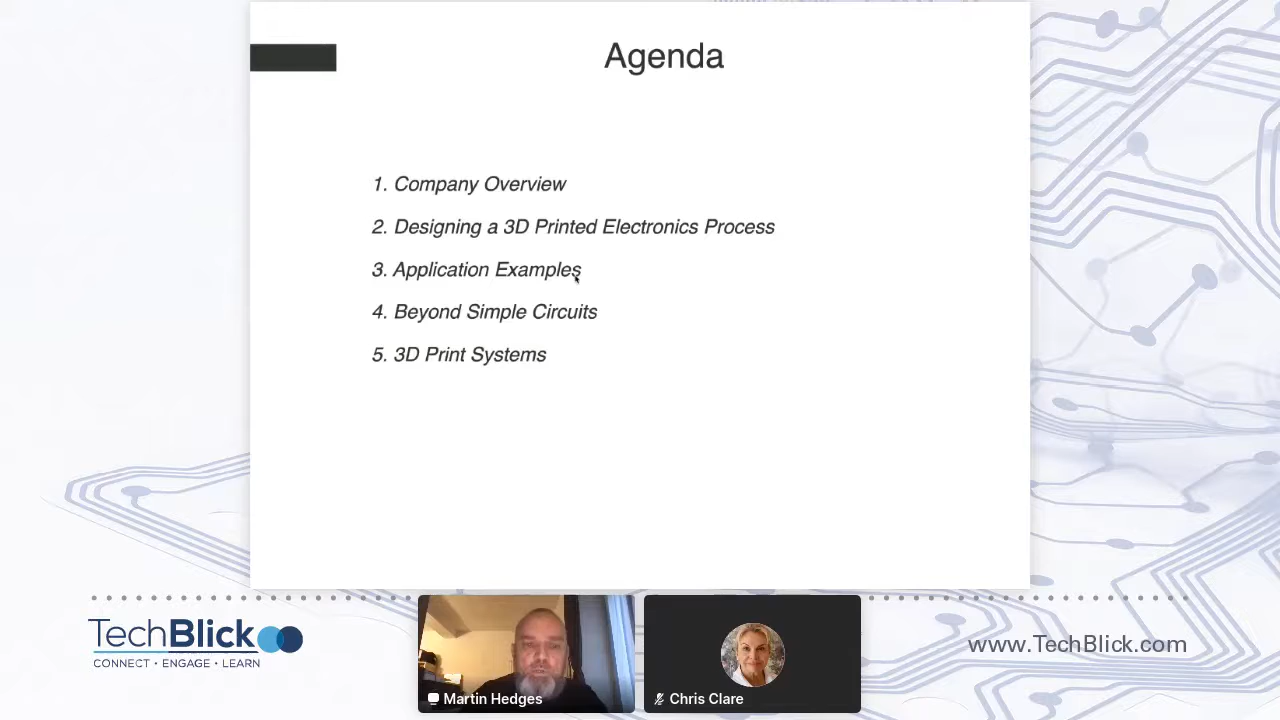 Agenda
1. Company Overview
2. Designing a 3D Printed Electronics Process
3. Application Examples
4. Beyond Simple Circuits
5. 3D Print Systems
TechBlick
CONNECT • ENGAGE • LEARN
Martin Hedges
Chris Clare
www.TechBlick.com